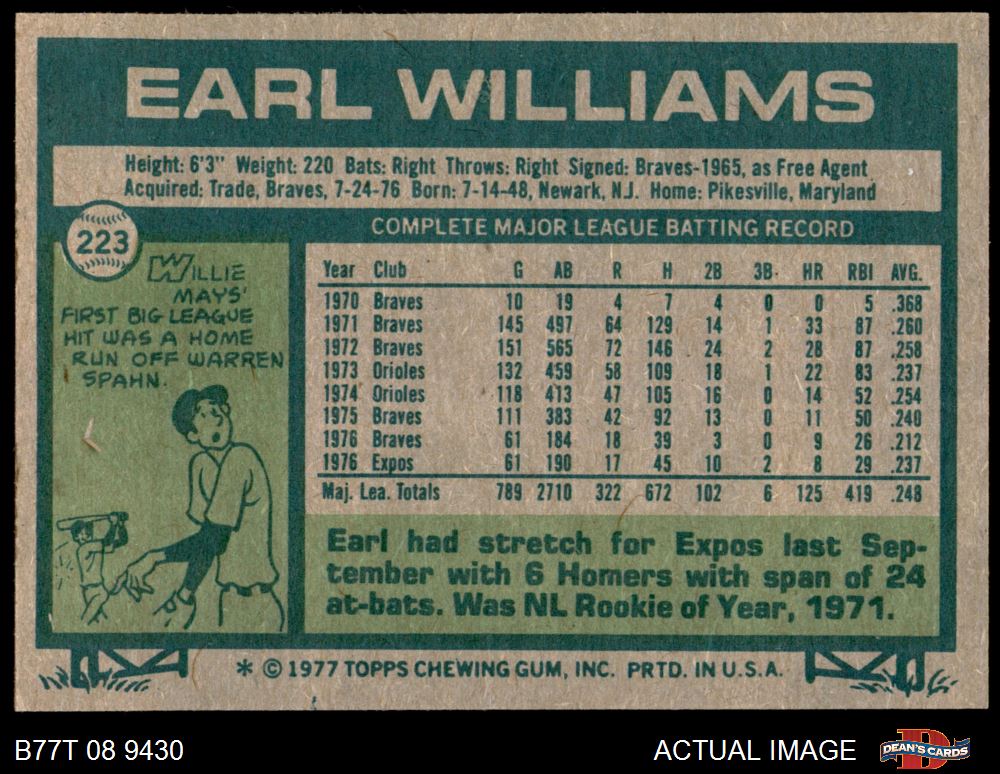 EARL WILLIAMS
Height: 6'3" Weight: 220 Bats: Right Throws: Right Signed: Braves-1965, as Free Agent
Acquired: Trade, Braves, 7-24-76 Born: 7-14-48, Newark, N.J. Home: Pikesville, Maryland
223
WILLIE
MAYS'
FIRST BIG LEAGUE
HIT WAS A HOME
RUN OFF WARREN
SPAHN.
COMPLETE MAJOR LEAGUE BATTING RECORD
Year Club G AB R H 2B 3B HR RBI AVG.
1970 Braves 10 19 4 7 4 0 0 5 .368
1971 Braves 145 497 64 129 14 1 33 87 .260
1972 Braves 151 565 72 146 24 2 28 87 .258
1973 Orioles 132 459 58 109 18 1 22 83 .237
1974 Orioles 118 413 47 105 16 0 14 52 .254
1975 Braves 111 383 42 92 13 0 11 50 .240
1976 Braves 61 184 18 39 3 0 9 26 .212
1976 Expos 61 190 17 45 10 2 8 29 .237
Maj. Lea. Totals 789 2710 322 672 102 6 125 419 .248
Earl had stretch for Expos last Sep-
tember with 6 Homers with span of 24
at-bats. Was NL Rookie of Year, 1971.
* © 1977 TOPPS CHEWING GUM, INC. PRTD. IN U.S.A.
B77T 08 9430
ACTUAL IMAGE
DEAN'S CARDS